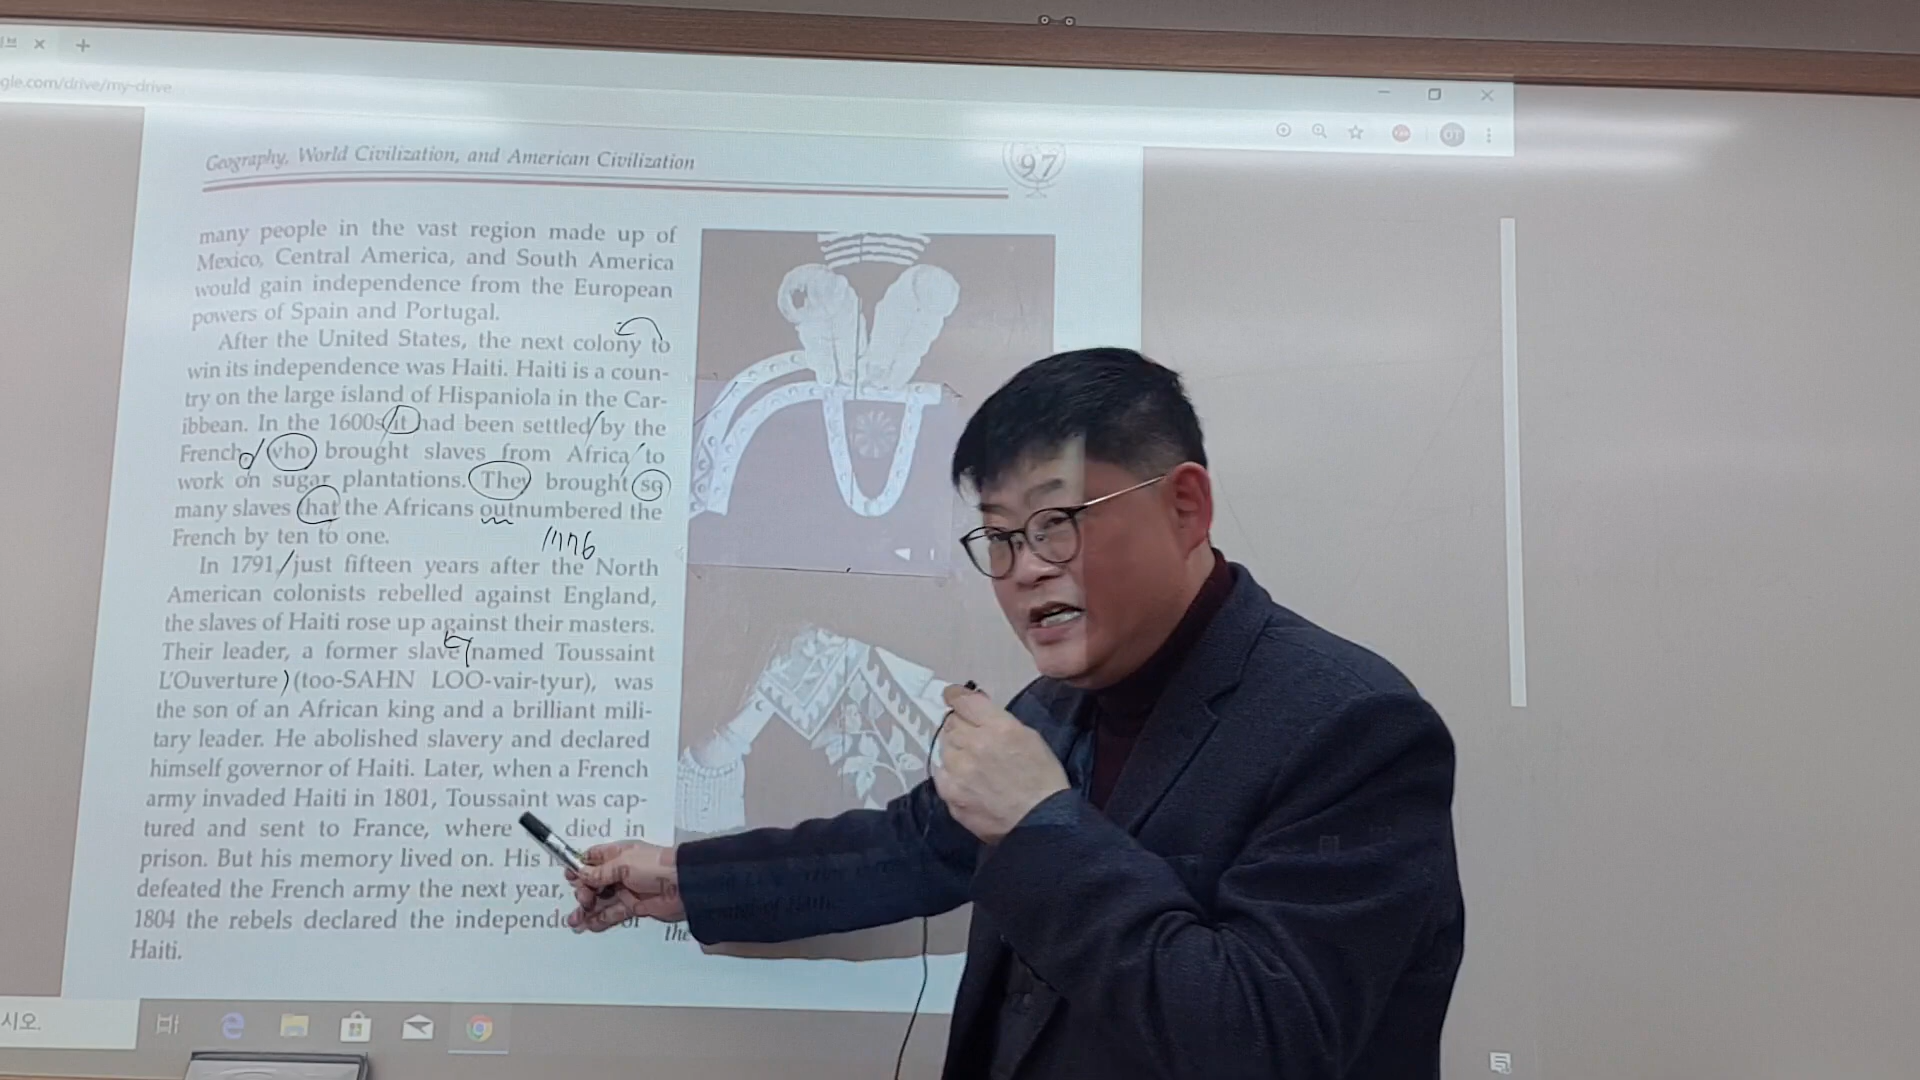 gle.com/drive/my-drive
Geography, World Civilization, and American Civilization
97
many people in the vast region made up of
Mexico, Central America, and South America
would gain independence from the European
powers of Spain and Portugal.
After the United States, the next colony to
win its independence was Haiti. Haiti is a coun-
try on the large island of Hispaniola in the Car-
ibbean. In the 1600s it had been settled by the
French, who brought slaves from Africa to
work on sugar plantations. They brought so
many slaves that the Africans outnumbered the
French by ten to one.
1776
In 1791, just fifteen years after the North
American colonists rebelled against England,
the slaves of Haiti rose up against their masters.
Their leader, a former slave named Toussaint
L'Ouverture (too-SAHN LOO-vair-tyur), was
the son of an African king and a brilliant mili-
tary leader. He abolished slavery and declared
himself governor of Haiti. Later, when a French
army invaded Haiti in 1801, Toussaint was cap-
tured and sent to France, where died in
prison. But his memory lived on. His
defeated the French army the next year,
1804 the rebels declared the independence of
Haiti.
the
시오.